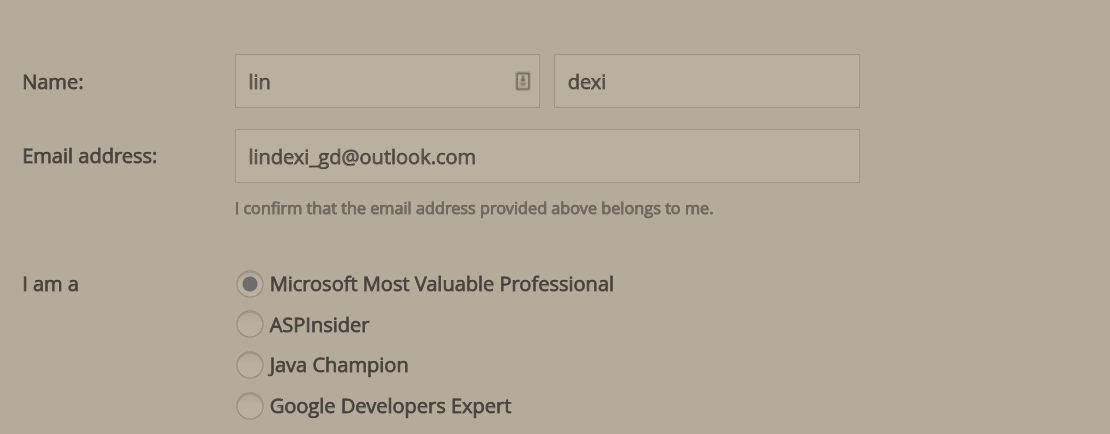 Name: lin dexi
Email address: lindexi_gd@outlook.com
I confirm that the email address provided above belongs to me.
I am a Microsoft Most Valuable Professional
ASPInsider
Java Champion
Google Developers Expert